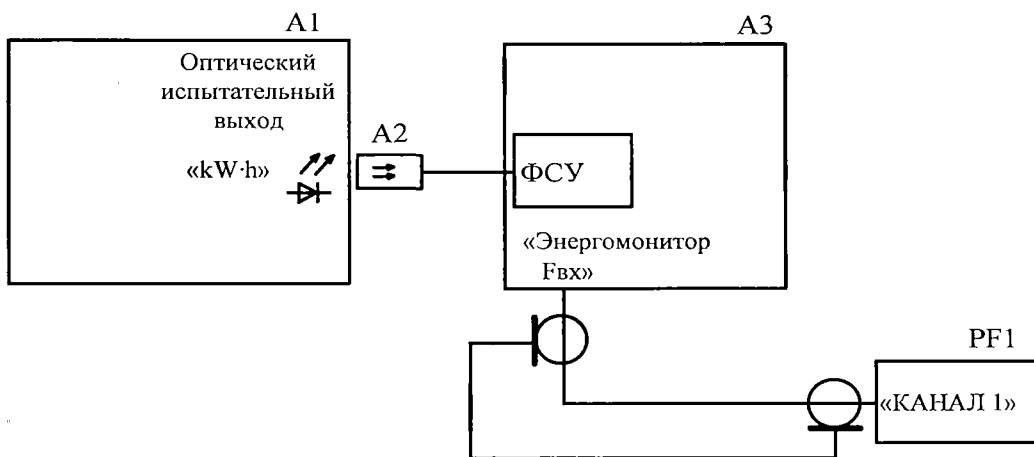 A1
Оптический
испытательный
выход
«kW·h»
A2
A3
ФСУ
«Энергомонитор
Fвх»
PF1
«КАНАЛ 1»